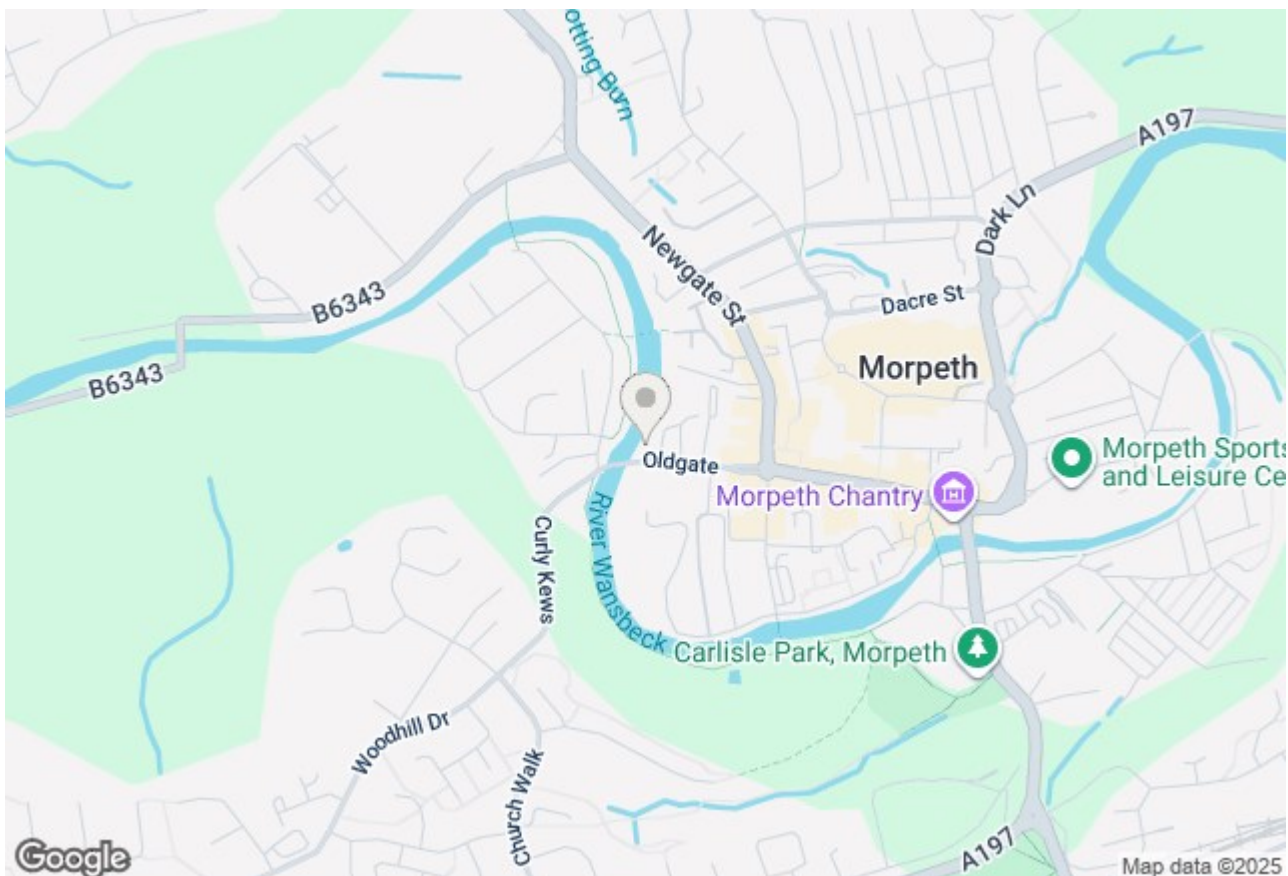 otting Burn
A197
Dark Ln
Newgate St
B6343
Dacre St
B6343
Morpeth
Oldgate
Morpeth Sports
and Leisure Ce
Morpeth Chantry
Curly Kews
River Wansbeck
Carlisle Park, Morpeth
Woodhill Dr
Church Walk
A197
Google
Map data ©2025